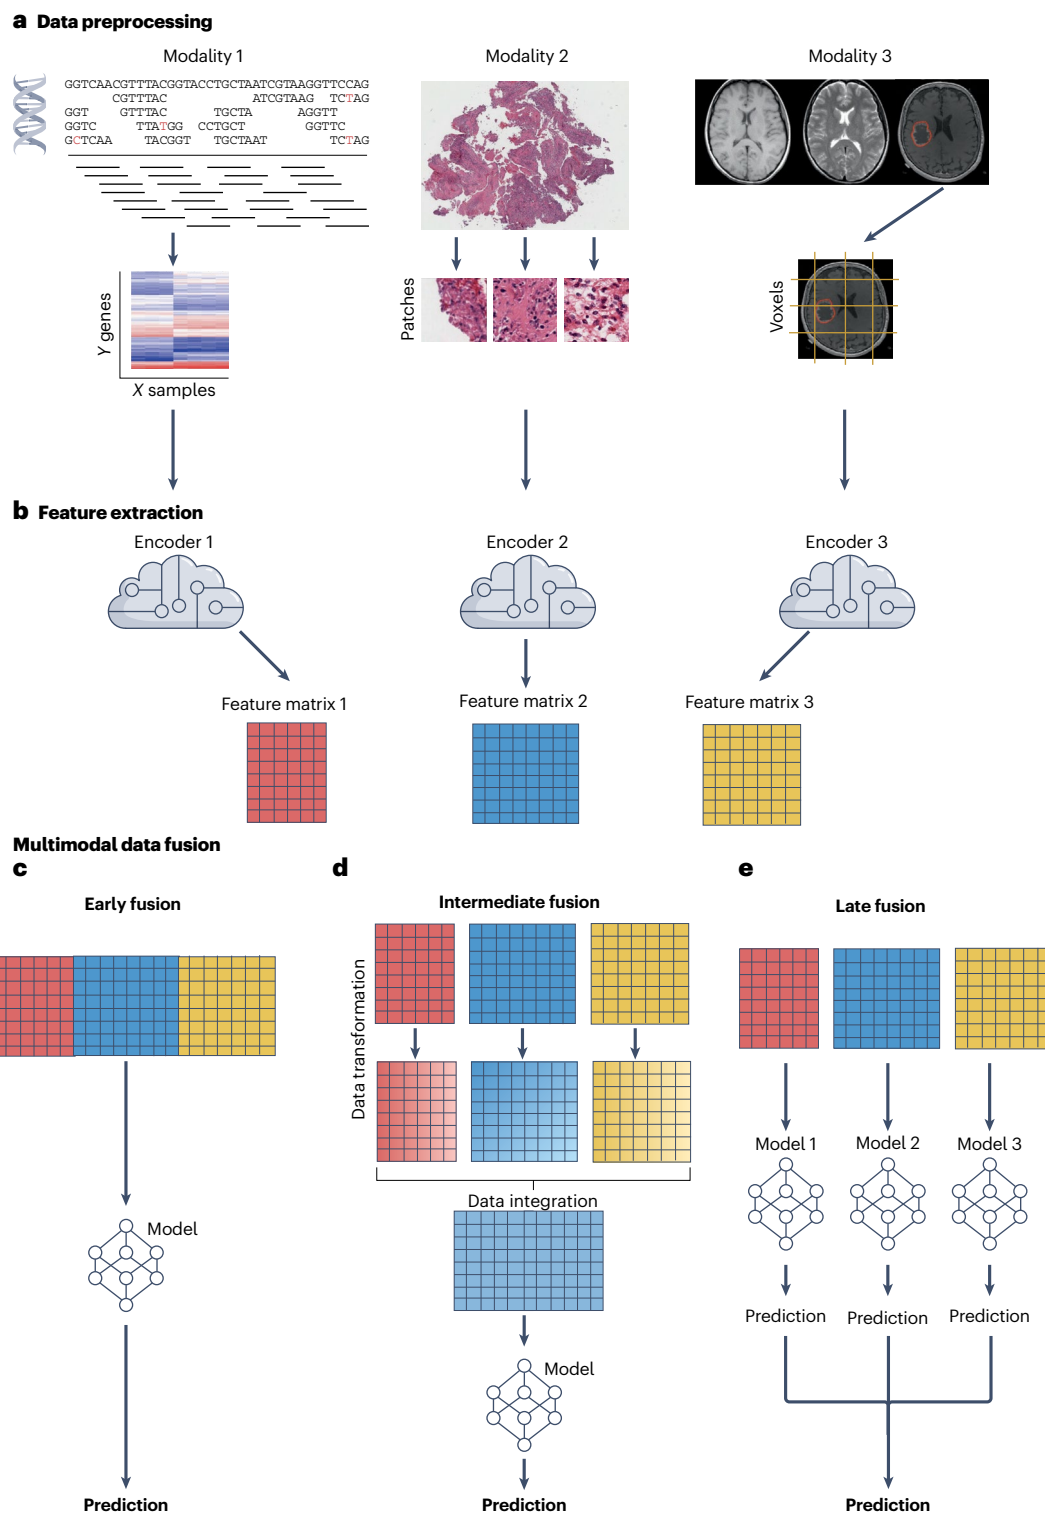 a Data preprocessing
Modality 1
Modality 2
Modality 3
GGTCAACGTTTACGGTACCTGCTAATCGTAAGGTTCCAG
CGTTTAC ATCGTAAG TCTAG
GGT GTTTAC TGCTA AGGTT
GGTC TTATGG CCTGCT GGTTC
GCTCAA TACGGT TGCTAAT TCTAG
Y genes
X samples
Patches
Voxels
b Feature extraction
Encoder 1
Encoder 2
Encoder 3
Feature matrix 1
Feature matrix 2
Feature matrix 3
Multimodal data fusion
c
d
e
Early fusion
Intermediate fusion
Late fusion
Data transformation
Model 1
Model 2
Model 3
Data integration
Model
Prediction
Prediction
Prediction
Model
Prediction
Prediction
Prediction